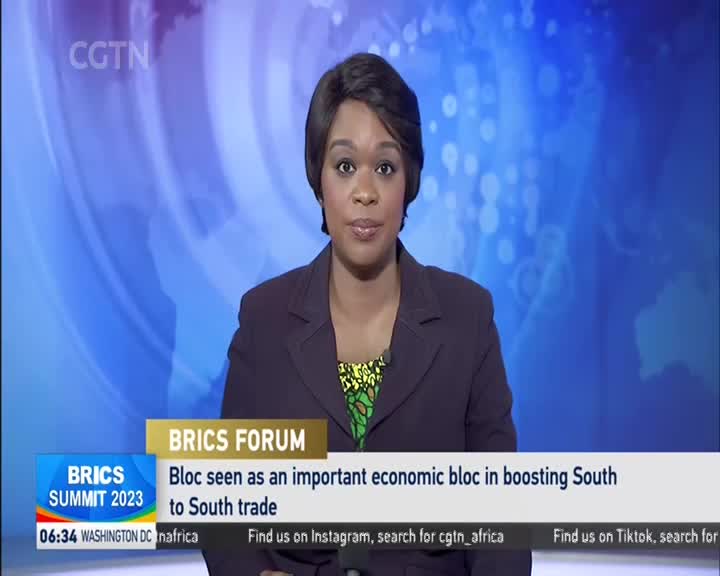 CGTN
BRICS FORUM
Bloc seen as an important economic bloc in boosting South
to South trade
BRICS
SUMMIT 2023
06:34 WASHINGTON DC
nafrica Find us on Instagram, search for cgtn_africa Find us on Tiktok, search for